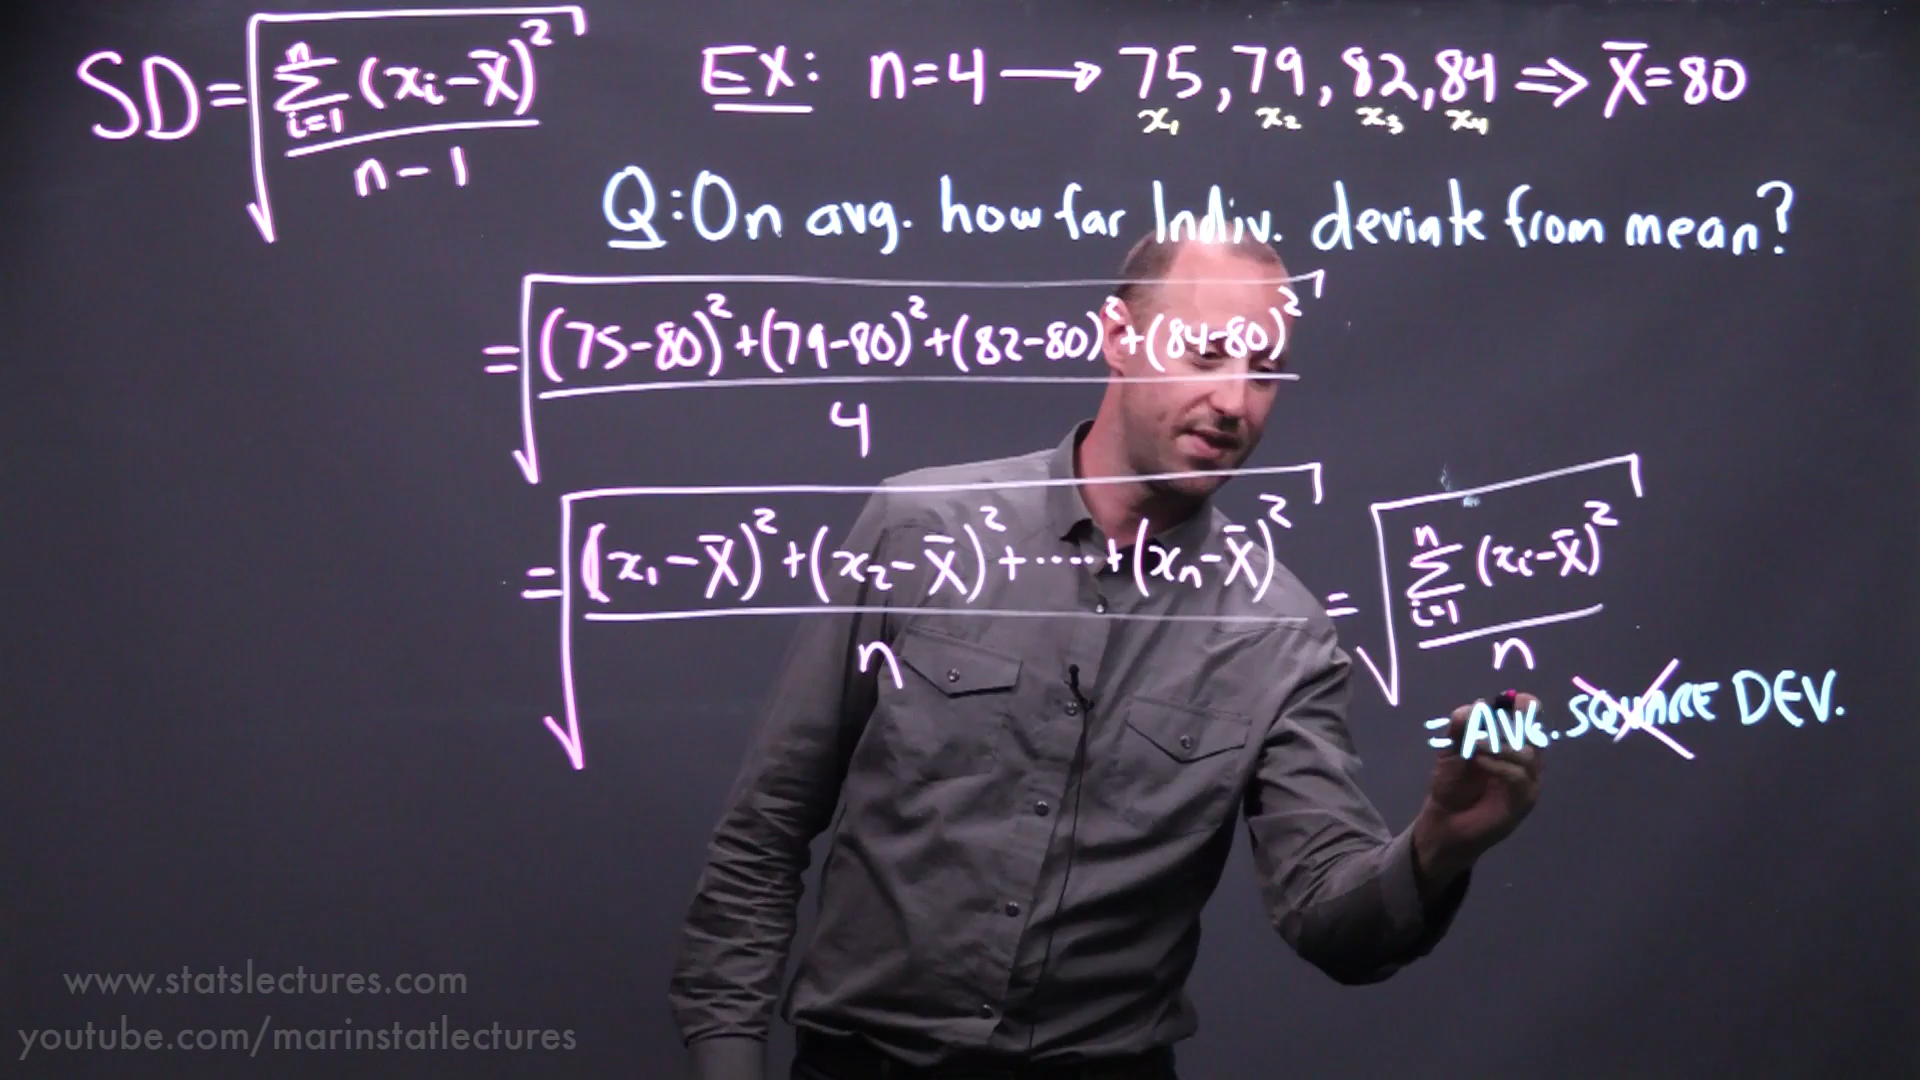 SD = √(∑_{i=1}^{n} (xᵢ − X̄)² / (n − 1))
EX: n=4 → 75, 79, 82, 84 ⇒ X̄=80
x₁ x₂ x₃ x₄
Q: On avg. how far Indiv. deviate from mean?
= √(((75−80)² + (79−80)² + (82−80)² + (84−80)²) / 4)
= √(((x₁ − X̄)² + (x₂ − X̄)² + ..... + (xₙ − X̄)²) / n) = √(∑_{i=1}^{n} (xᵢ − X̄)² / n)
= AVG. SQUARE DEV.
www.statslectures.com
youtube.com/marinstatlectures